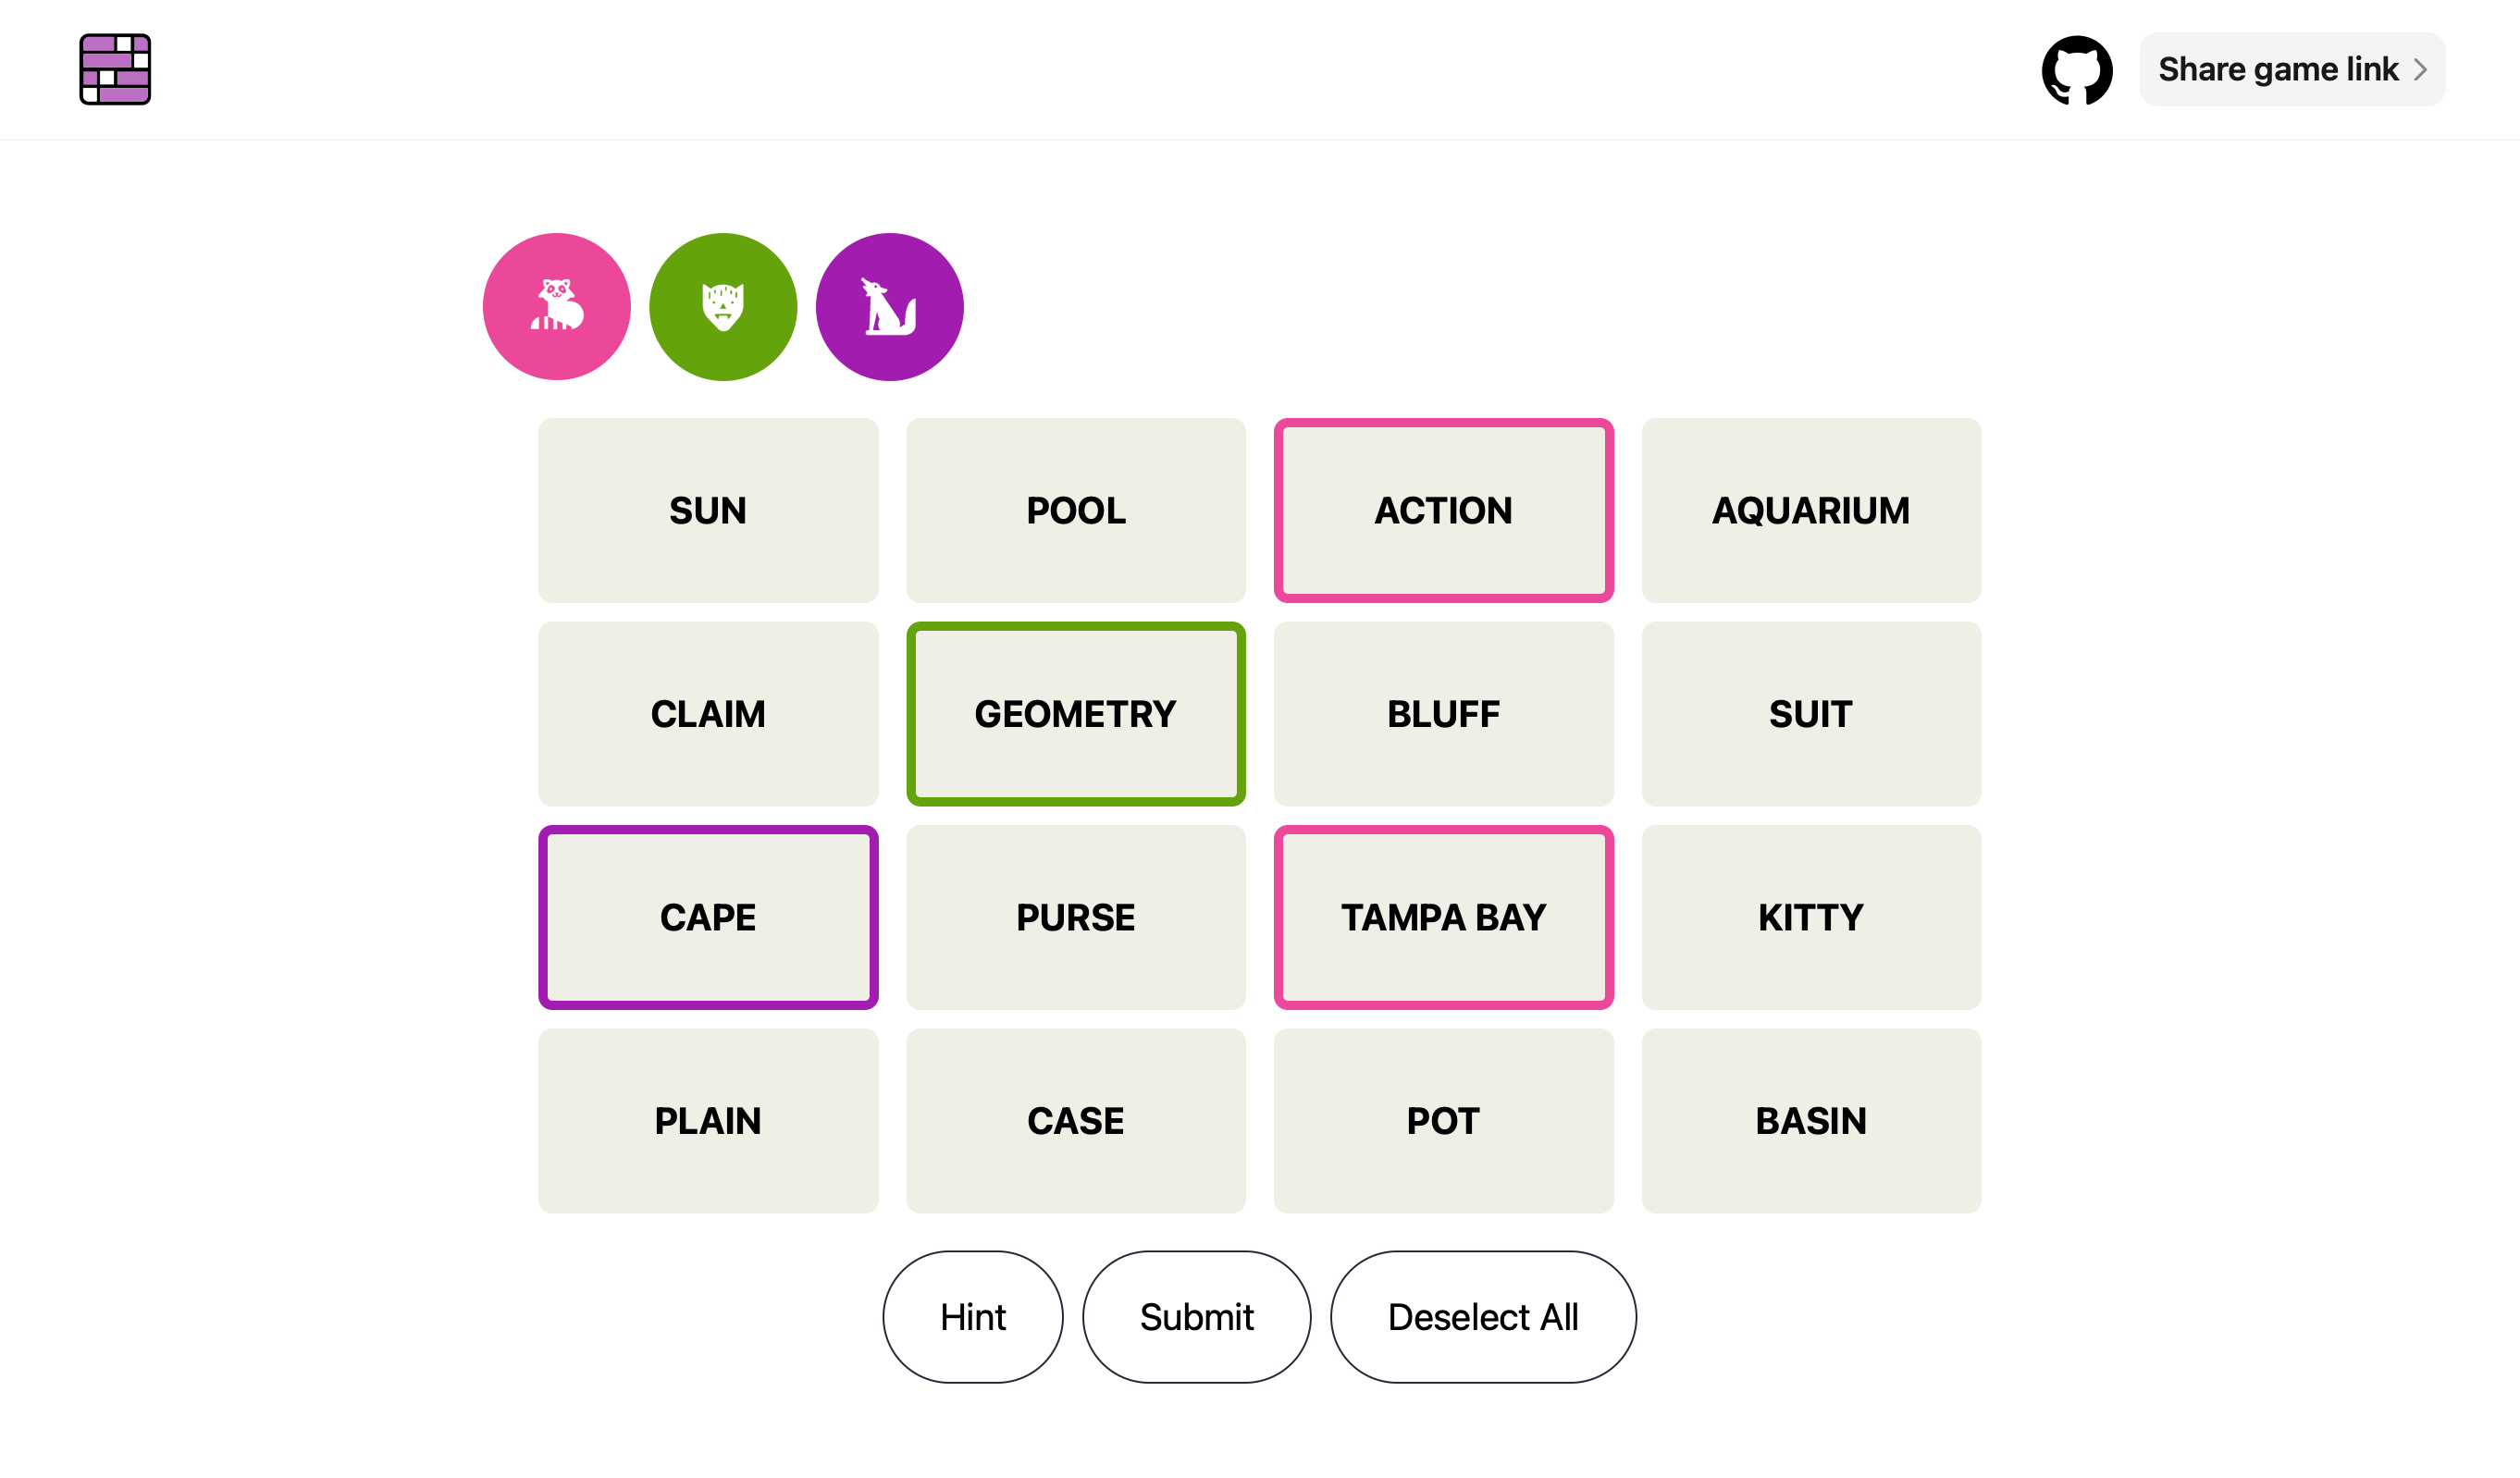 Share game link
SUN
POOL
ACTION
AQUARIUM
CLAIM
GEOMETRY
BLUFF
SUIT
CAPE
PURSE
TAMPA BAY
KITTY
PLAIN
CASE
POT
BASIN
Hint
Submit
Deselect All